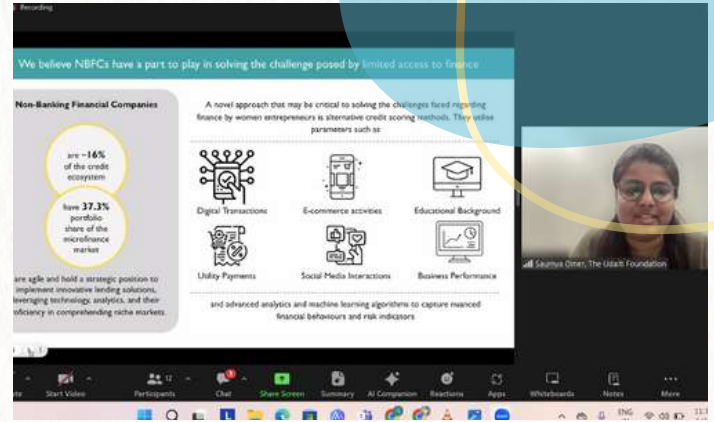 Recording
We believe NBFCs have a part to play in solving the challenge posed by limited access to finance
Non-Banking Financial Companies
are ~16%
of the credit
ecosystem
have 37.3%
portfolio
share of the
microfinance
market
are agile and hold a strategic position to
implement innovative lending solutions,
leveraging technology, analytics, and their
proficiency in comprehending niche markets.
A novel approach that may be critical to solving the challenges faced regarding
finance by women entrepreneurs is alternative credit scoring methods. They utilise
parameters such as
Digital Transactions
E-commerce activities
Educational Background
Utility Payments
Social Media Interactions
Business Performance
and advanced analytics and machine learning algorithms to capture nuanced
financial behaviours and risk indicators
Saumya Omer, The Udaiti Foundation
Start Video
Participants
12
Chat
Share Screen
Summary
AI Companion
Reactions
Apps
Whiteboards
Notes
More
ENG